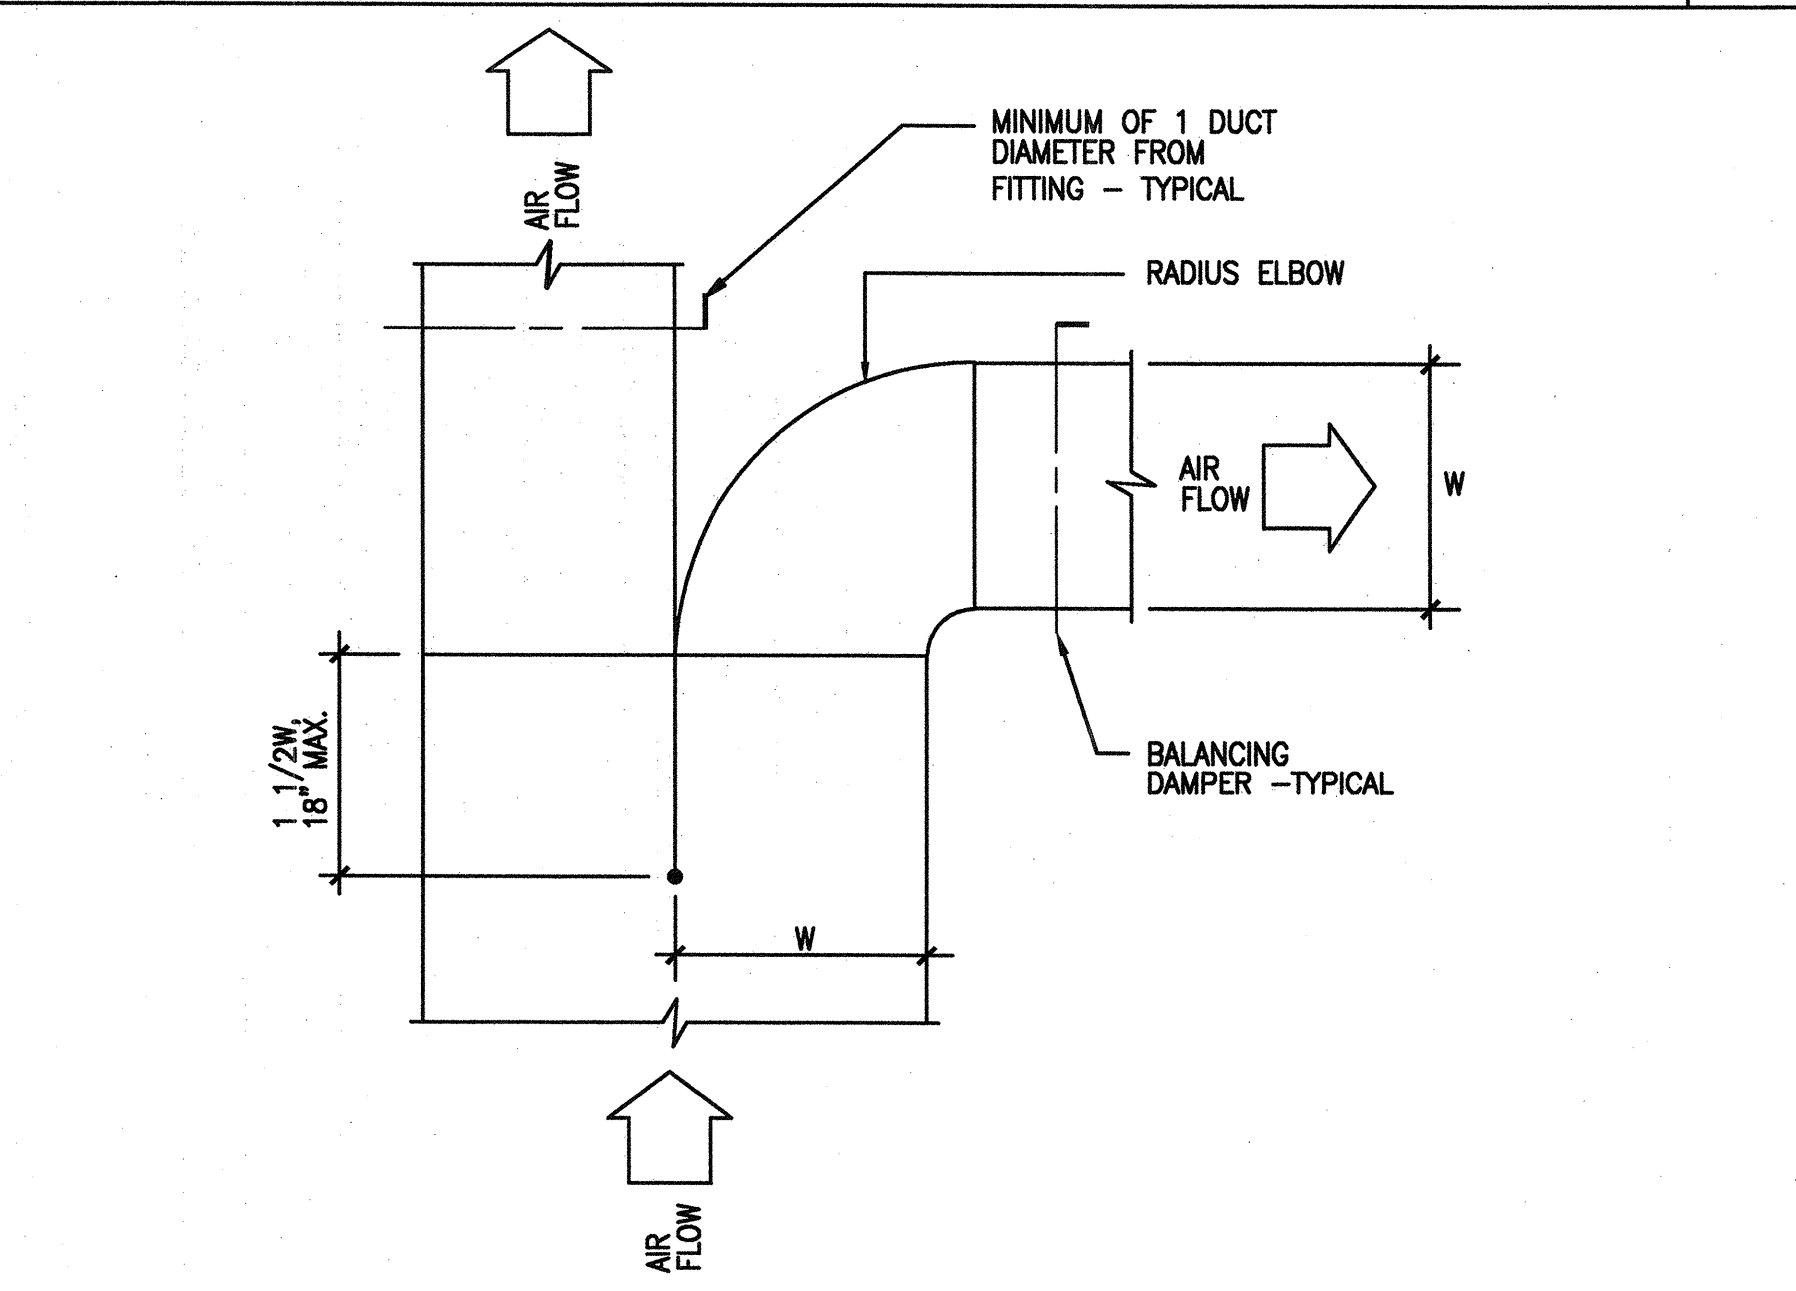 AIR
FLOW
MINIMUM OF 1 DUCT
DIAMETER FROM
FITTING - TYPICAL
RADIUS ELBOW
AIR
FLOW
W
1 1/2W,
18" MAX.
BALANCING
DAMPER -TYPICAL
W
AIR
FLOW